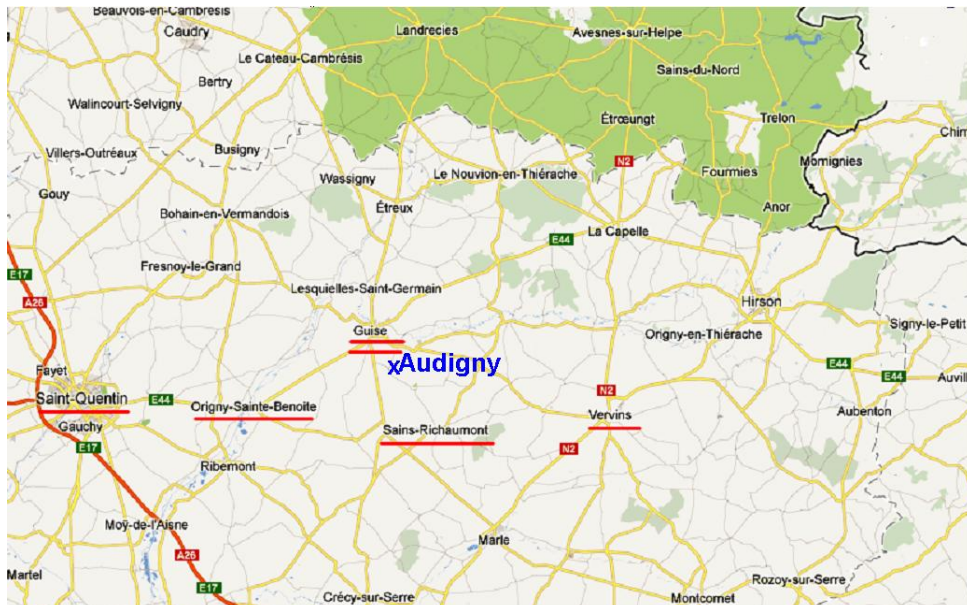 Beauvois-en-Cambrésis
Landrecies
Avesnes-sur-Helpe
Caudry
Le Cateau-Cambrésis
Sains-du-Nord
Bertry
Walincourt-Selvigny
Étrœungt
Trelon
Chim
Villers-Outréaux
Busigny
N2
Momignies
Wassigny
Le Nouvion-en-Thiérache
Fourmies
Gouy
Étreux
Anor
Bohain-en-Vermandois
La Capelle
E44
Fresnoy-le-Grand
E17
Lesquielles-Saint-Germain
A26
Hirson
Guise
Origny-en-Thiérache
Signy-le-Petit
xAudigny
E44
Fayet
E44
Auvill
N2
Saint-Quentin
E44
Origny-Sainte-Benoite
Vervins
Aubenton
Gauchy
Sains-Richaumont
E17
N2
Ribemont
Moÿ-de-l'Aisne
Marle
A26
Martel
Rozoy-sur-Serre
E17
Crécy-sur-Serre
Montcornet